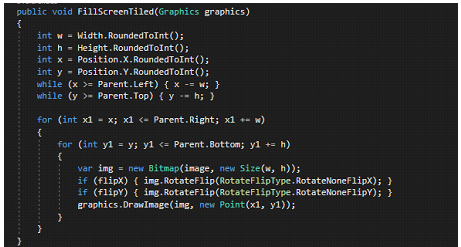 public void FillScreenTiled(Graphics graphics)
{
int w = Width.RoundedToInt();
int h = Height.RoundedToInt();
int x = Position.X.RoundedToInt();
int y = Position.Y.RoundedToInt();
while (x >= Parent.Left) { x -= w; }
while (y >= Parent.Top) { y -= h; }
for (int x1 = x; x1 <= Parent.Right; x1 += w)
{
for (int y1 = y; y1 <= Parent.Bottom; y1 += h)
{
var img = new Bitmap(image, new Size(w, h));
if (flipX) { img.RotateFlip(RotateFlipType.RotateNoneFlipX); }
if (flipY) { img.RotateFlip(RotateFlipType.RotateNoneFlipY); }
graphics.DrawImage(img, new Point(x1, y1));
}
}
}